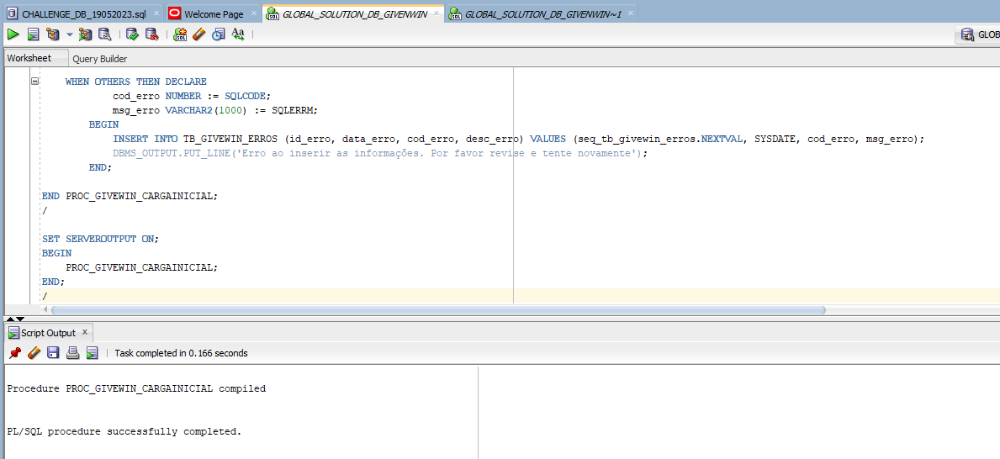 CHALLENGE_DB_19052023.sql Welcome Page GLOBAL_SOLUTION_DB_GIVENWIN GLOBAL_SOLUTION_DB_GIVENWIN~1
SQL Aa GLOB
Worksheet Query Builder
WHEN OTHERS THEN DECLARE
cod_erro NUMBER := SQLCODE;
msg_erro VARCHAR2(1000) := SQLERRM;
BEGIN
INSERT INTO TB_GIVEWIN_ERROS (id_erro, data_erro, cod_erro, desc_erro) VALUES (seq_tb_givewin_erros.NEXTVAL, SYSDATE, cod_erro, msg_erro);
DBMS_OUTPUT.PUT_LINE('Erro ao inserir as informações. Por favor revise e tente novamente');
END;
END PROC_GIVEWIN_CARGAINICIAL;
/
SET SERVEROUTPUT ON;
BEGIN
PROC_GIVEWIN_CARGAINICIAL;
END;
/
Script Output x
Task completed in 0.166 seconds
Procedure PROC_GIVEWIN_CARGAINICIAL compiled
PL/SQL procedure successfully completed.